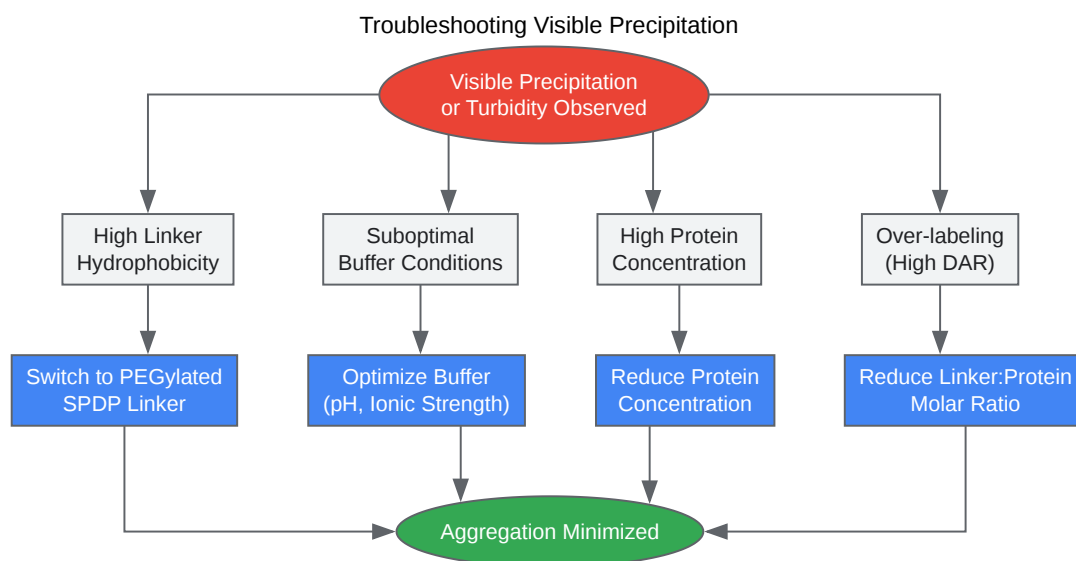 Troubleshooting Visible Precipitation
Visible Precipitation
or Turbidity Observed
High Linker
Hydrophobicity
Suboptimal
Buffer Conditions
High Protein
Concentration
Over-labeling
(High DAR)
Switch to PEGylated
SPDP Linker
Optimize Buffer
(pH, Ionic Strength)
Reduce Protein
Concentration
Reduce Linker:Protein
Molar Ratio
Aggregation Minimized